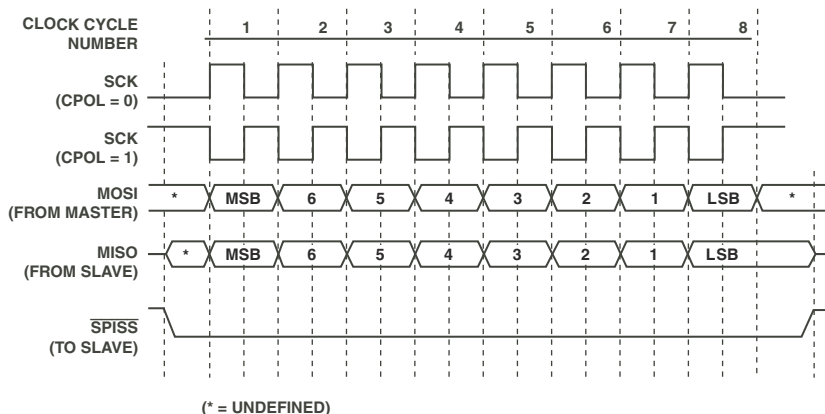 CLOCK CYCLE
NUMBER
1 2 3 4 5 6 7 8
SCK
(CPOL = 0)
SCK
(CPOL = 1)
MOSI
(FROM MASTER)
* MSB 6 5 4 3 2 1 LSB *
MISO
(FROM SLAVE)
* MSB 6 5 4 3 2 1 LSB
SPISS
(TO SLAVE)
(* = UNDEFINED)